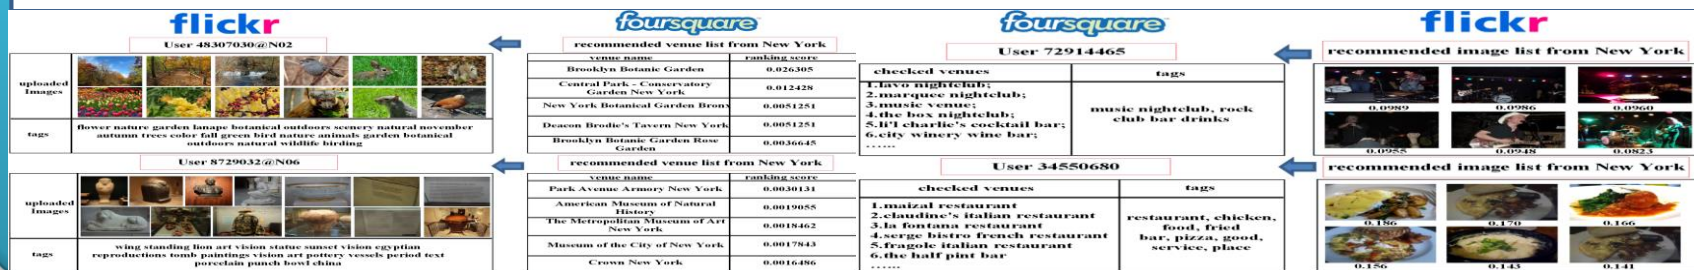 flickr
User 48307030@N02
uploaded
Images
tags
flower nature garden lanape botanical outdoors scenery natural november
autumn trees color fall green bird nature animals garden botanical
outdoors natural wildlife birding
User 8729032@N06
uploaded
Images
tags
wing standing lion art vision statue sunset vision egyptian
reproductions tomb paintings vision art pottery vessels period text
porcelain punch bowl china
foursquare
recommended venue list from New York
venue name ranking score
Brooklyn Botanic Garden 0.026305
Central Park - Conservatory
Garden New York 0.012428
New York Botanical Garden Bronx 0.0051251
Deacon Brodie's Tavern New York 0.0051251
Brooklyn Botanic Garden Rose
Garden 0.0036645
recommended venue list from New York
venue name ranking score
Park Avenue Armory New York 0.0030131
American Museum of Natural
History 0.0019055
The Metropolitan Museum of Art
New York 0.0018462
Museum of the City of New York 0.0017843
Crown New York 0.0016486
foursquare
User 72914465
checked venues tags
1.lavo nightclub;
2.marquee nightclub;
3.music venue;
4.the box nightclub;
5.li'l charlie's cocktail bar;
6.city winery wine bar;
......
music nightclub, rock
club bar drinks
User 34550680
checked venues tags
1.maizal restaurant
2.claudine's italian restaurant
3.la fontana restaurant
4.serge bistro french restaurant
5.fragole italian restaurant
6.the half pint bar
......
restaurant, chicken,
food, fried
bar, pizza, good,
service, place
flickr
recommended image list from New York
0.0989 0.0986 0.0960
0.0955 0.0948 0.0823
recommended image list from New York
0.186 0.170 0.166
0.156 0.143 0.141